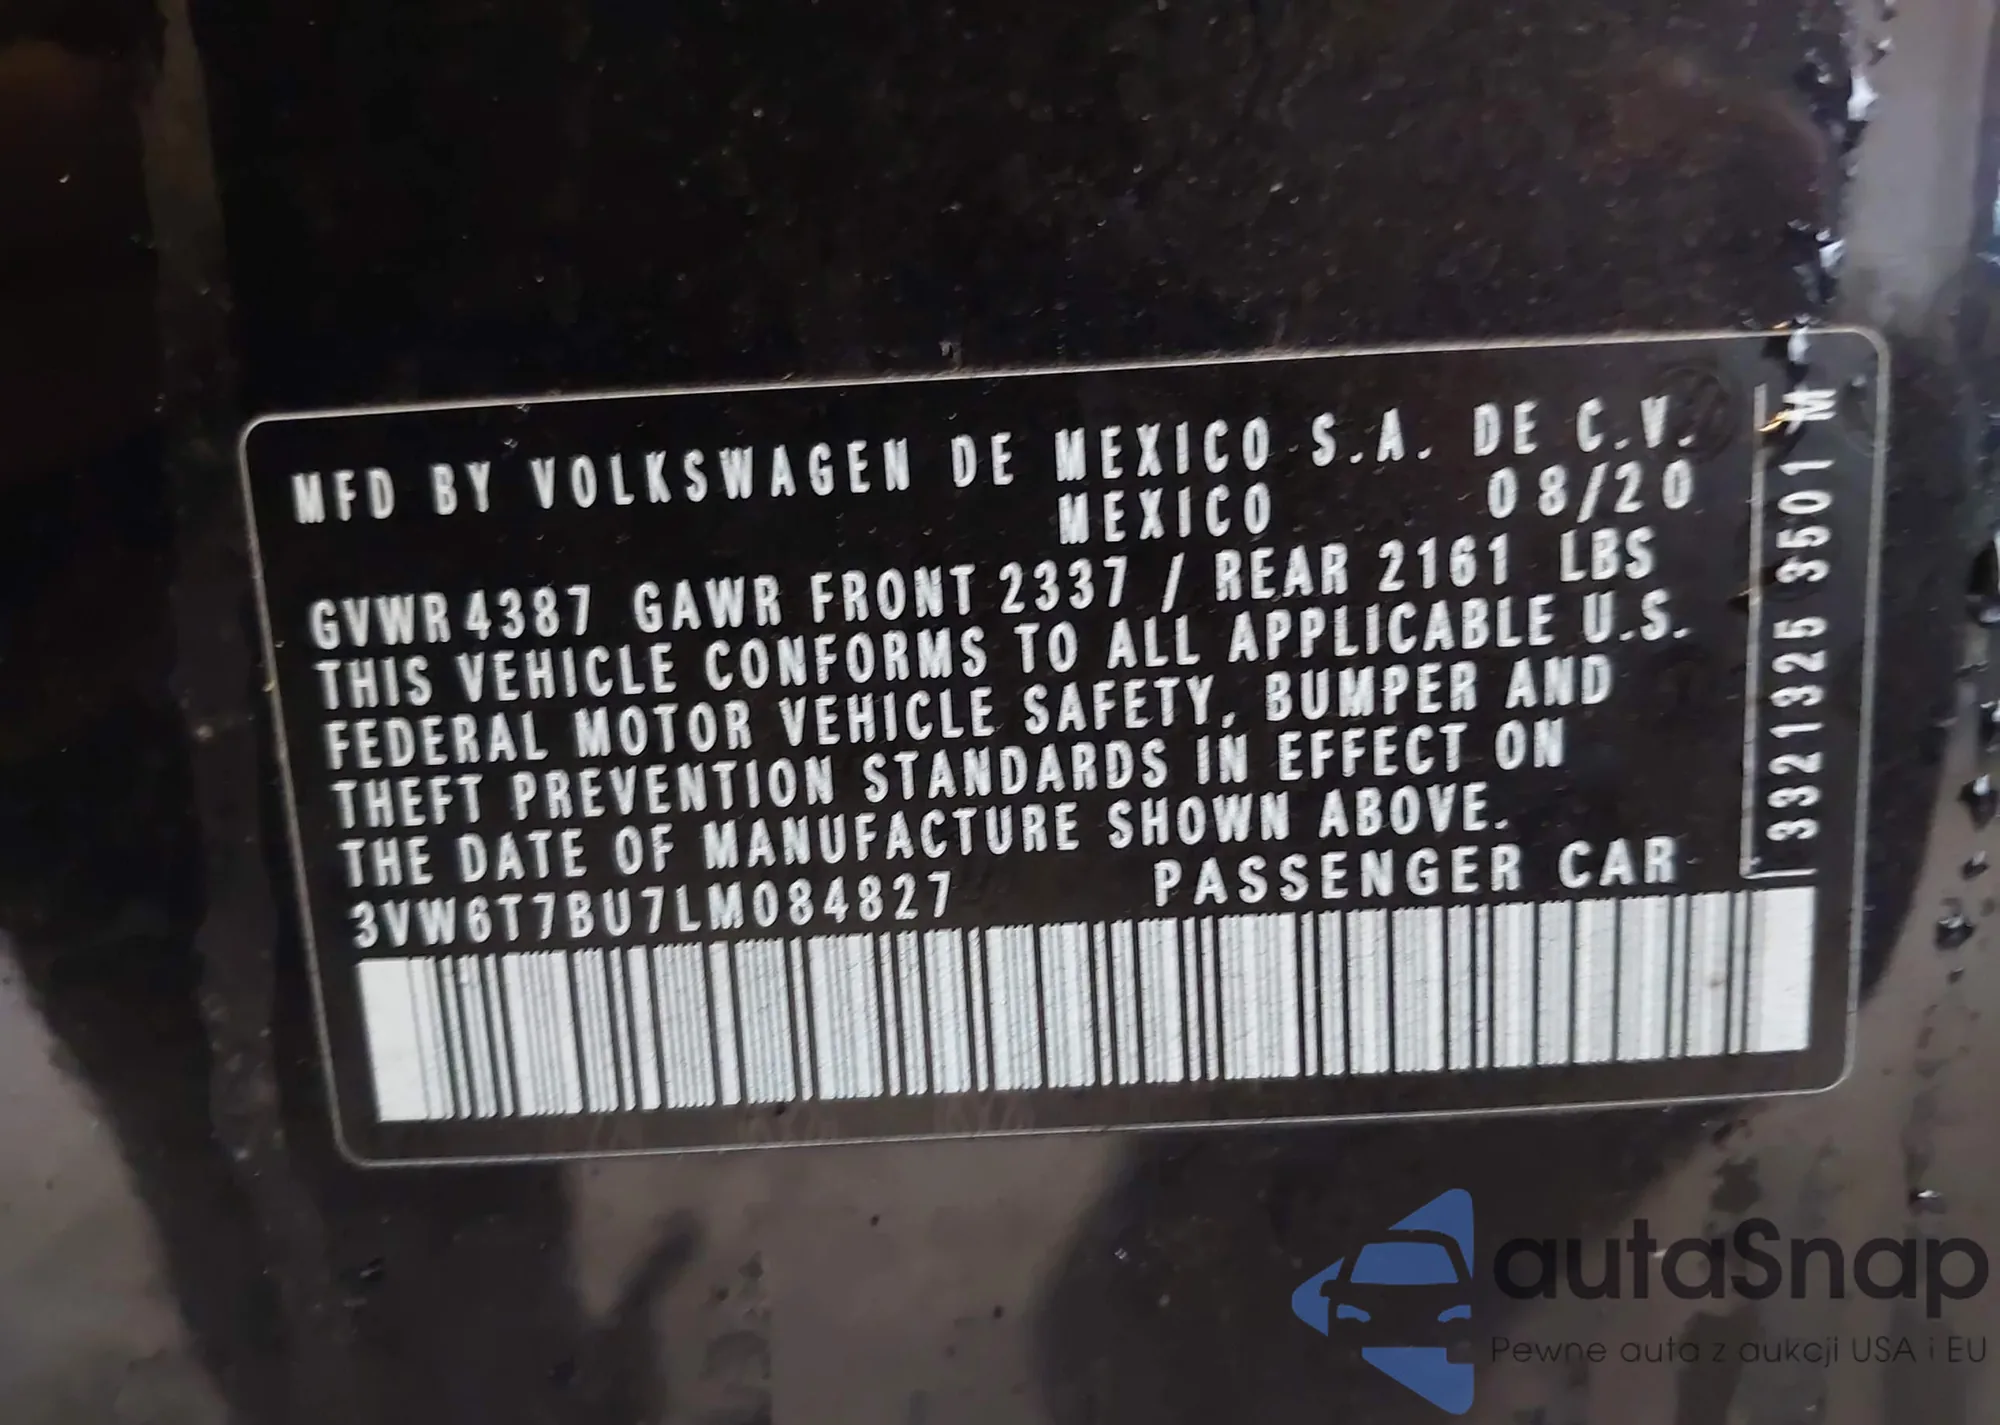 MFD BY VOLKSWAGEN DE MEXICO S.A. DE C.V.
MEXICO 08/20
GVWR 4387 GAWR FRONT 2337 / REAR 2161 LBS
THIS VEHICLE CONFORMS TO ALL APPLICABLE U.S.
FEDERAL MOTOR VEHICLE SAFETY, BUMPER AND
THEFT PREVENTION STANDARDS IN EFFECT ON
THE DATE OF MANUFACTURE SHOWN ABOVE.
3VW6T7BU7LM084827 PASSENGER CAR
3321325 3501 M
autaSnap
Pewne auta z aukcji USA i EU